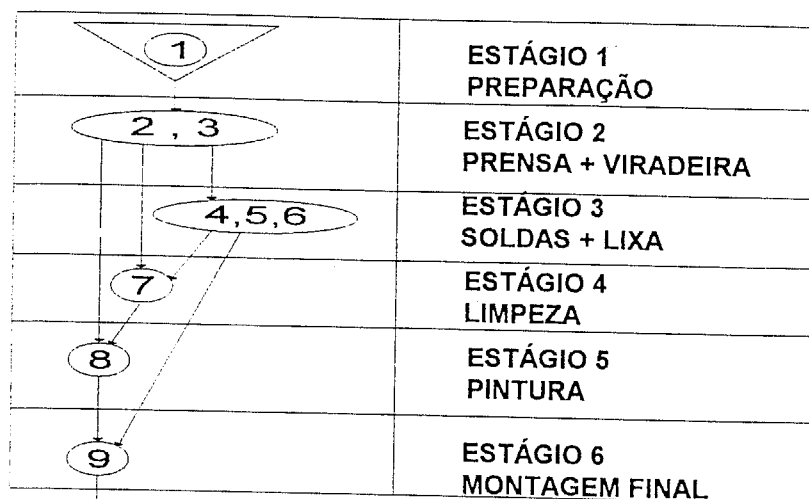 1
ESTÁGIO 1
PREPARAÇÃO
2 , 3
ESTÁGIO 2
PRENSA + VIRADEIRA
4,5,6
ESTÁGIO 3
SOLDAS + LIXA
7
ESTÁGIO 4
LIMPEZA
8
ESTÁGIO 5
PINTURA
9
ESTÁGIO 6
MONTAGEM FINAL